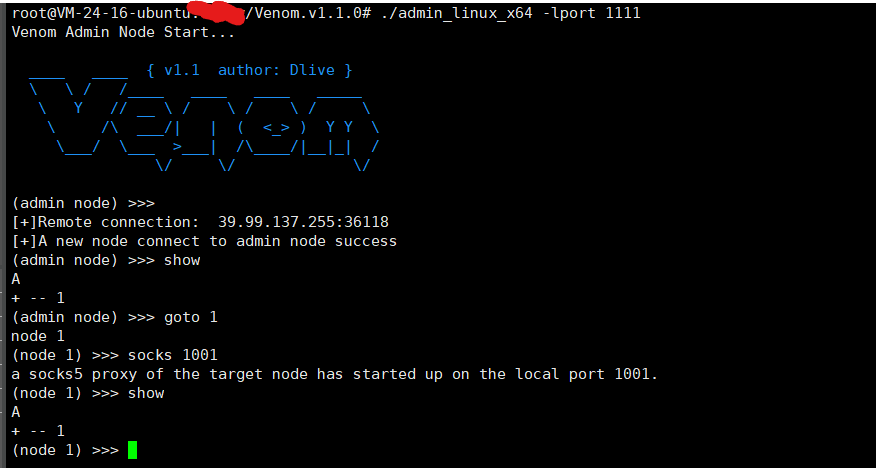 root@VM-24-16-ubuntu: /Venom.v1.1.0# ./admin_linux_x64 -lport 1111
Venom Admin Node Start...
{ v1.1  author: Dlive }
Venom
(admin node) >>>
[+]Remote connection:  39.99.137.255:36118
[+]A new node connect to admin node success
(admin node) >>> show
A
+ -- 1
(admin node) >>> goto 1
node 1
(node 1) >>> socks 1001
a socks5 proxy of the target node has started up on the local port 1001.
(node 1) >>> show
A
+ -- 1
(node 1) >>>